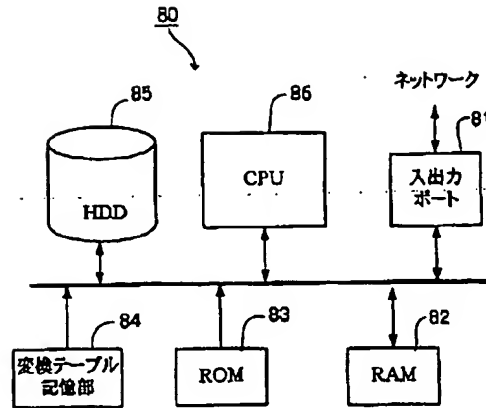 80
85
86
ネットワーク
81
HDD
CPU
入出力
ポート
84
83
82
変検テーブル
記憶部
ROM
RAM